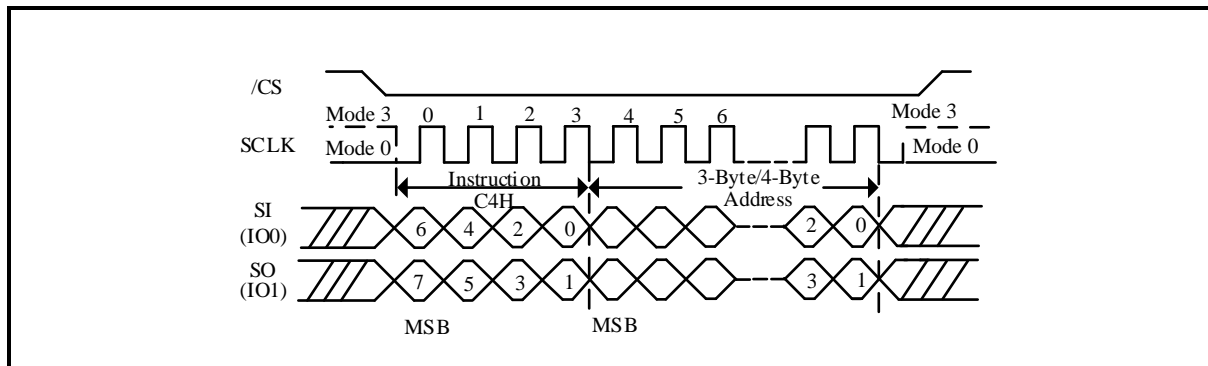 /CS
Mode 3 0 1 2 3 4 5 6 Mode 3
SCLK Mode 0 Mode 0
Instruction 3-Byte/4-Byte
C4H Address
SI
(IO0) 6 4 2 0 2 0
SO
(IO1) 7 5 3 1 3 1
MSB MSB